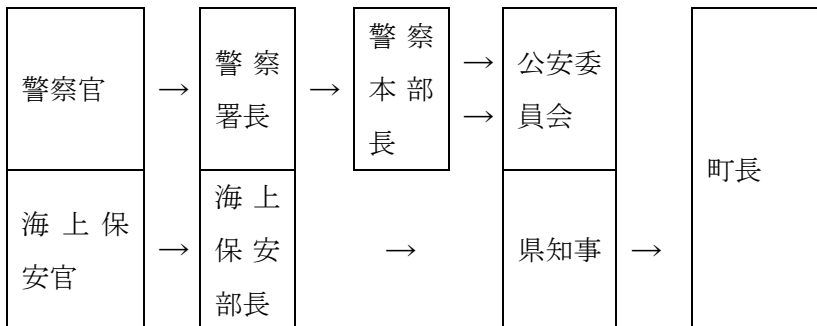 警察官
→
警察
署長
→
警察
本部
長
→
→
公安委
員会
→
町長
海上保
安官
→
海上
保安
部長
→
県知事